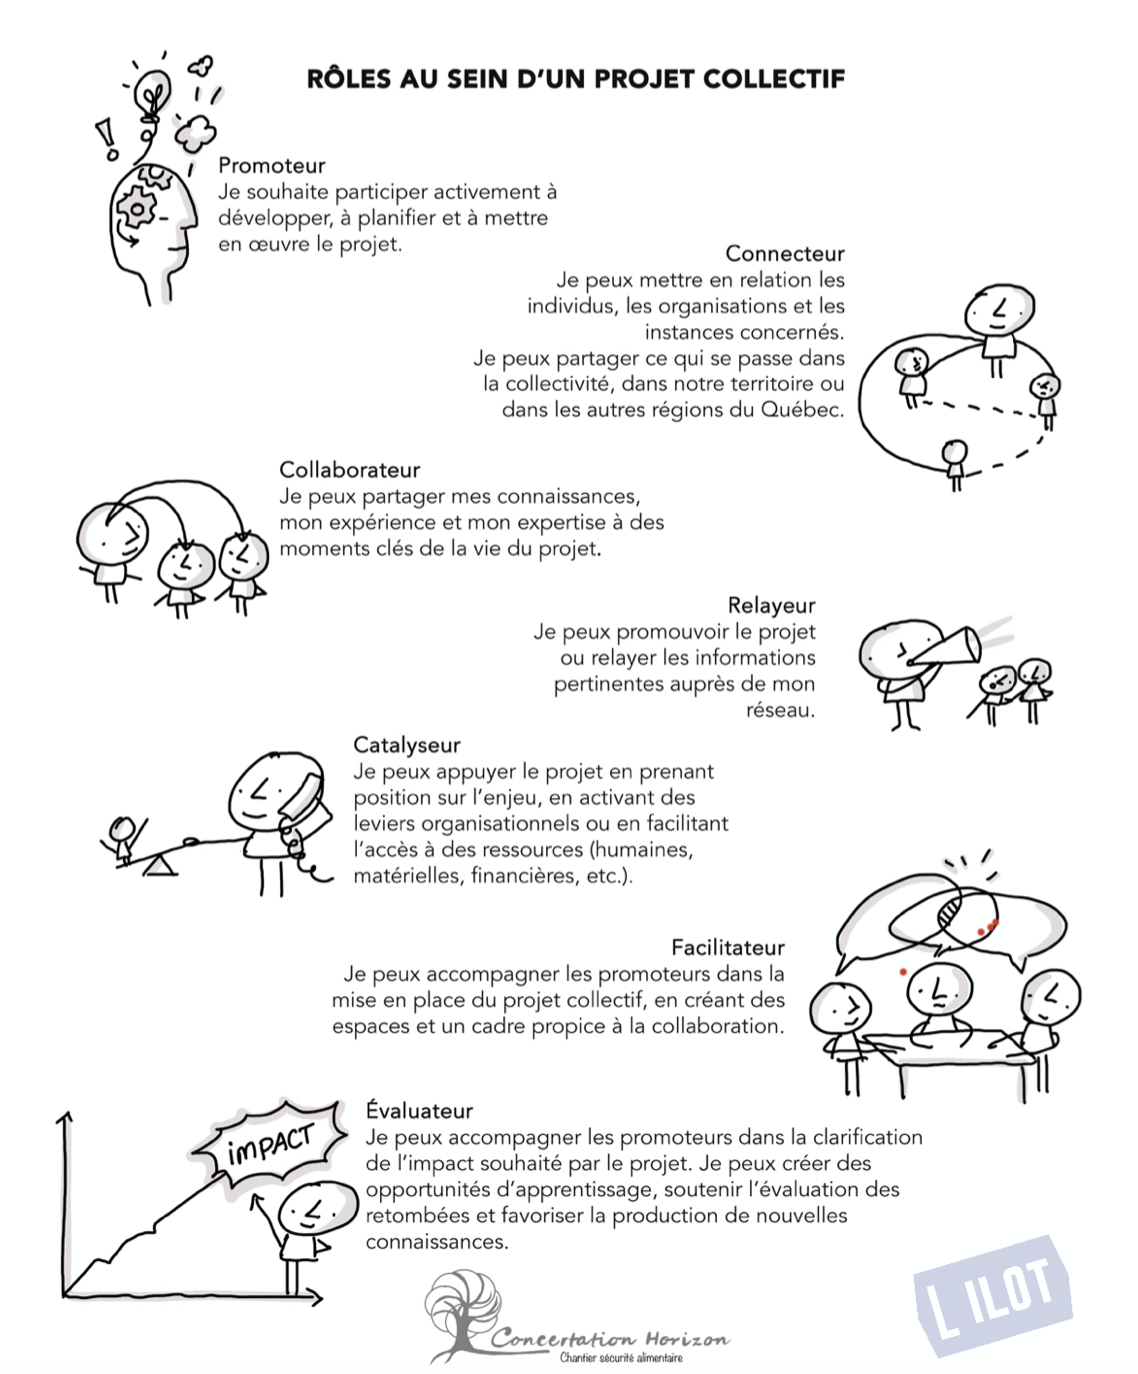 RÔLES AU SEIN D'UN PROJET COLLECTIF
Promoteur
Je souhaite participer activement à
développer, à planifier et à mettre
en œuvre le projet.
Connecteur
Je peux mettre en relation les
individus, les organisations et les
instances concernés.
Je peux partager ce qui se passe dans
la collectivité, dans notre territoire ou
dans les autres régions du Québec.
Collaborateur
Je peux partager mes connaissances,
mon expérience et mon expertise à des
moments clés de la vie du projet.
Relayeur
Je peux promouvoir le projet
ou relayer les informations
pertinentes auprès de mon
réseau.
Catalyseur
Je peux appuyer le projet en prenant
position sur l'enjeu, en activant des
leviers organisationnels ou en facilitant
l'accès à des ressources (humaines,
matérielles, financières, etc.).
Facilitateur
Je peux accompagner les promoteurs dans la
mise en place du projet collectif, en créant des
espaces et un cadre propice à la collaboration.
Évaluateur
Je peux accompagner les promoteurs dans la clarification
de l'impact souhaité par le projet. Je peux créer des
opportunités d'apprentissage, soutenir l'évaluation des
retombées et favoriser la production de nouvelles
connaissances.
iMPACT
Concertation Horizon
Chantier sécurité alimentaire
L ILOT